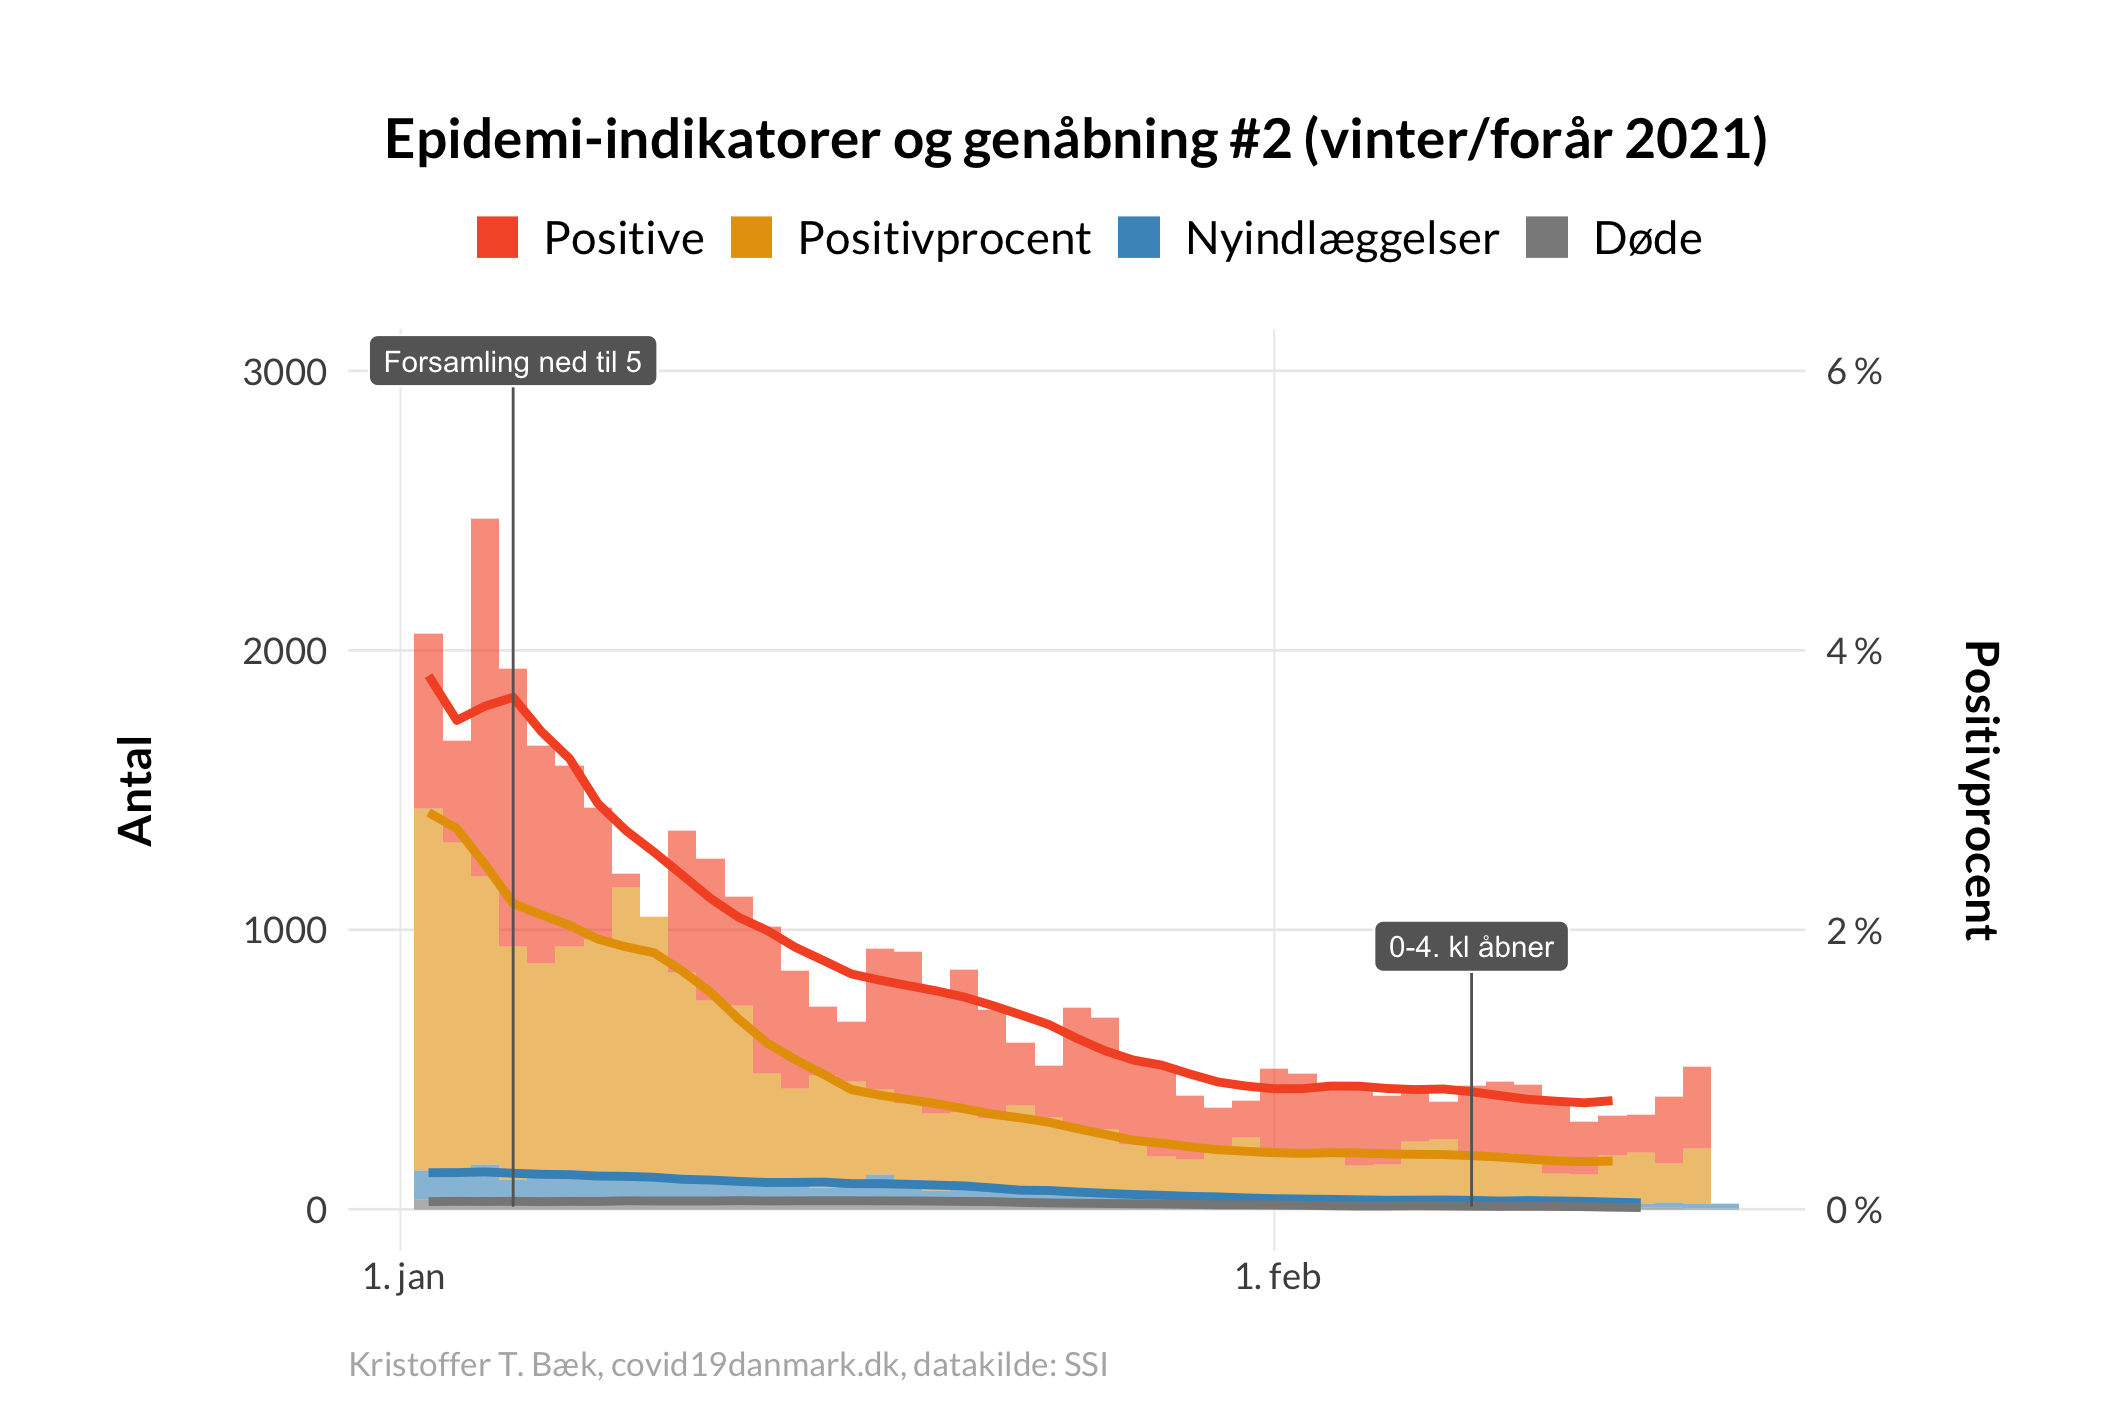 Epidemi-indikatorer og genåbning #2 (vinter/forår 2021)
Positive Positivprocent Nyindlæggelser Døde
Forsamling ned til 5
3000
6 %
2000
4 %
1000
2 %
0-4. kl åbner
0
0 %
Antal
Positivprocent
1. jan
1. feb
Kristoffer T. Bæk, covid19danmark.dk, datakilde: SSI